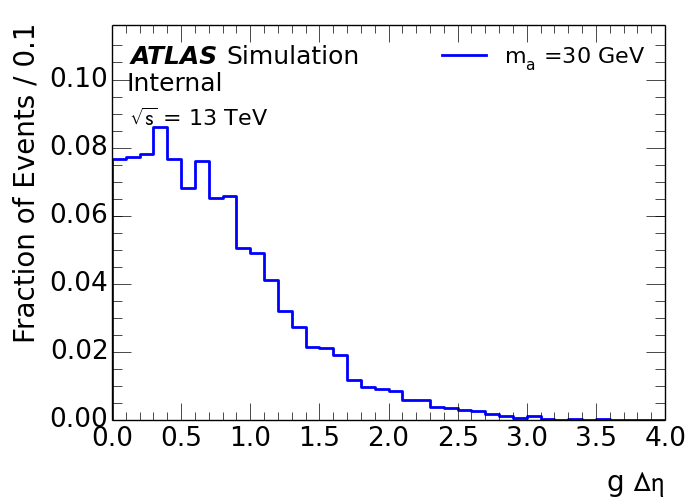 Fraction of Events / 0.1
ATLAS Simulation
Internal
√s = 13 TeV
mₐ =30 GeV
0.10
0.08
0.06
0.04
0.02
0.00
0.0 0.5 1.0 1.5 2.0 2.5 3.0 3.5 4.0
g Δη